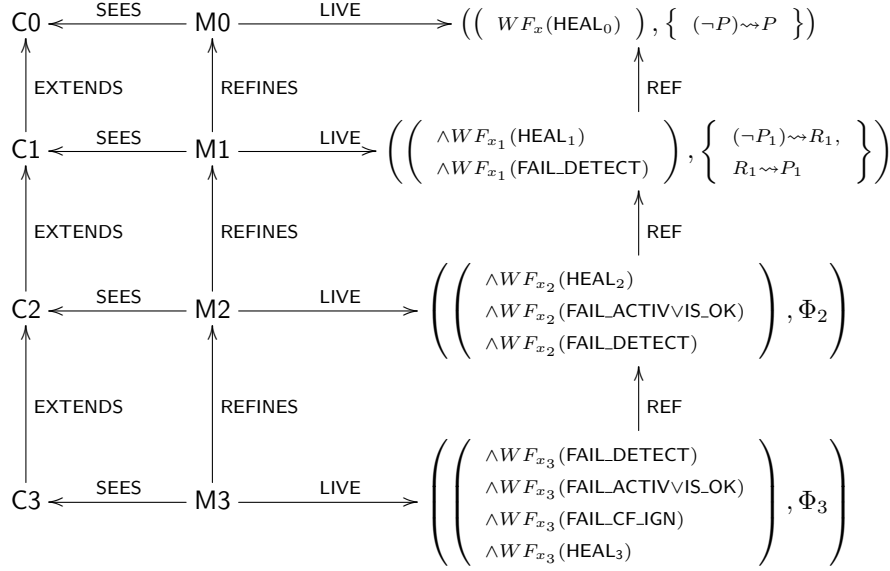 C0 SEES M0 LIVE (( WF_x(HEAL_0) ), { (¬P)⇝P })
EXTENDS REFINES REF
C1 SEES M1 LIVE (( ∧WF_{x_1}(HEAL_1)
∧WF_{x_1}(FAIL_DETECT) ), { (¬P_1)⇝R_1,
R_1⇝P_1 })
EXTENDS REFINES REF
C2 SEES M2 LIVE (( ∧WF_{x_2}(HEAL_2)
∧WF_{x_2}(FAIL_ACTIV∨IS_OK)
∧WF_{x_2}(FAIL_DETECT) ), Φ_2)
EXTENDS REFINES REF
C3 SEES M3 LIVE (( ∧WF_{x_3}(FAIL_DETECT)
∧WF_{x_3}(FAIL_ACTIV∨IS_OK)
∧WF_{x_3}(FAIL_CF_IGN)
∧WF_{x_3}(HEAL_3) ), Φ_3)